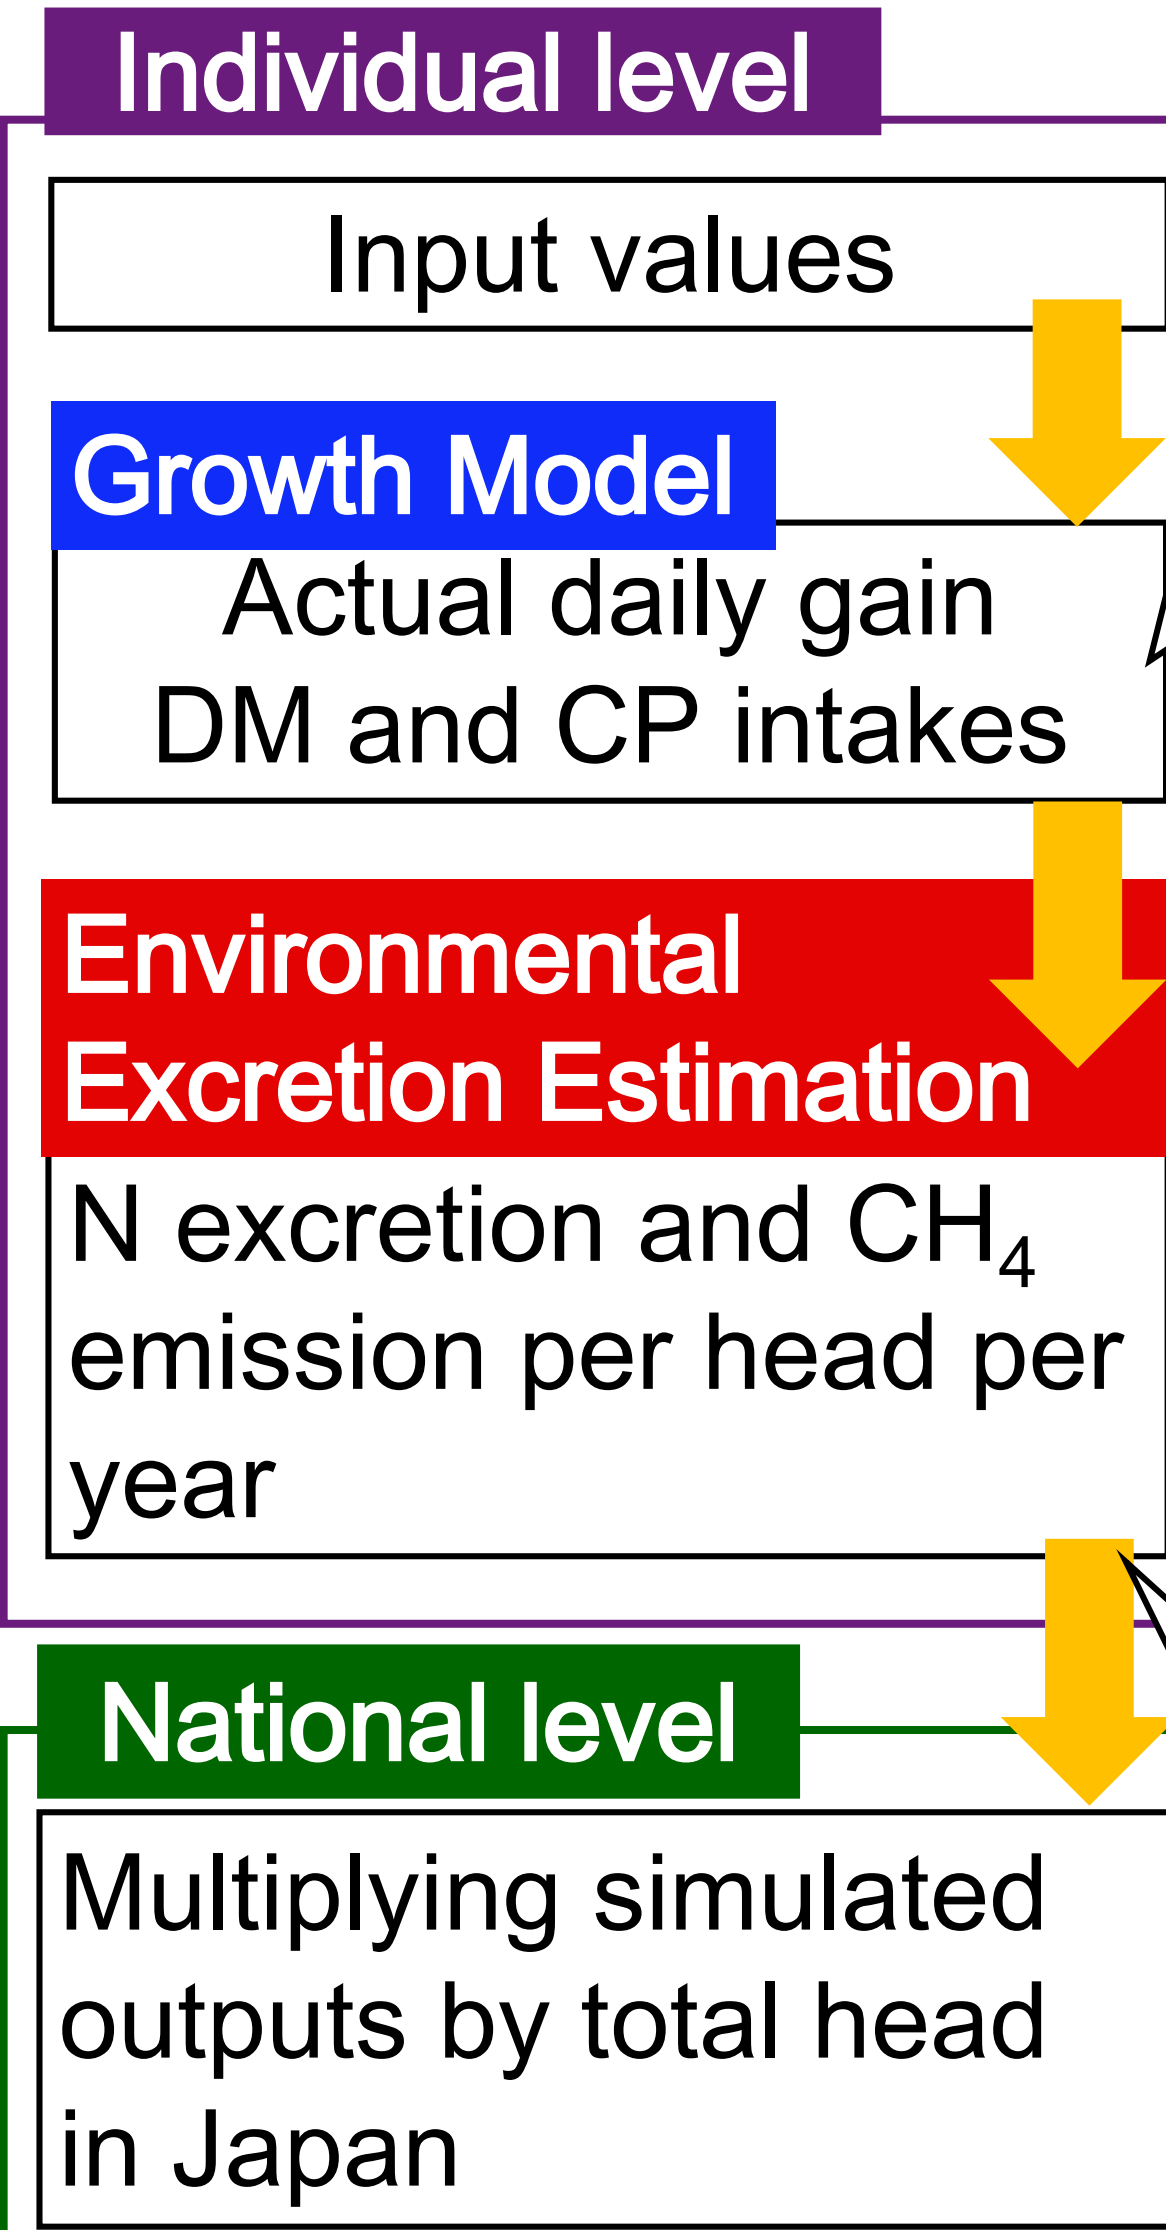 Individual level
Input values
Growth Model
Actual daily gain
DM and CP intakes
Environmental
Excretion Estimation
N excretion and CH₄
emission per head per
year
National level
Multiplying simulated
outputs by total head
in Japan